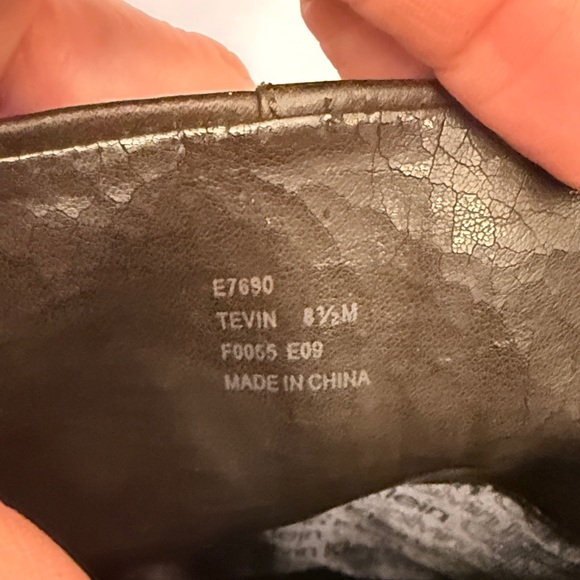 E7690
TEVIN 8½M
F0065 E09
MADE IN CHINA